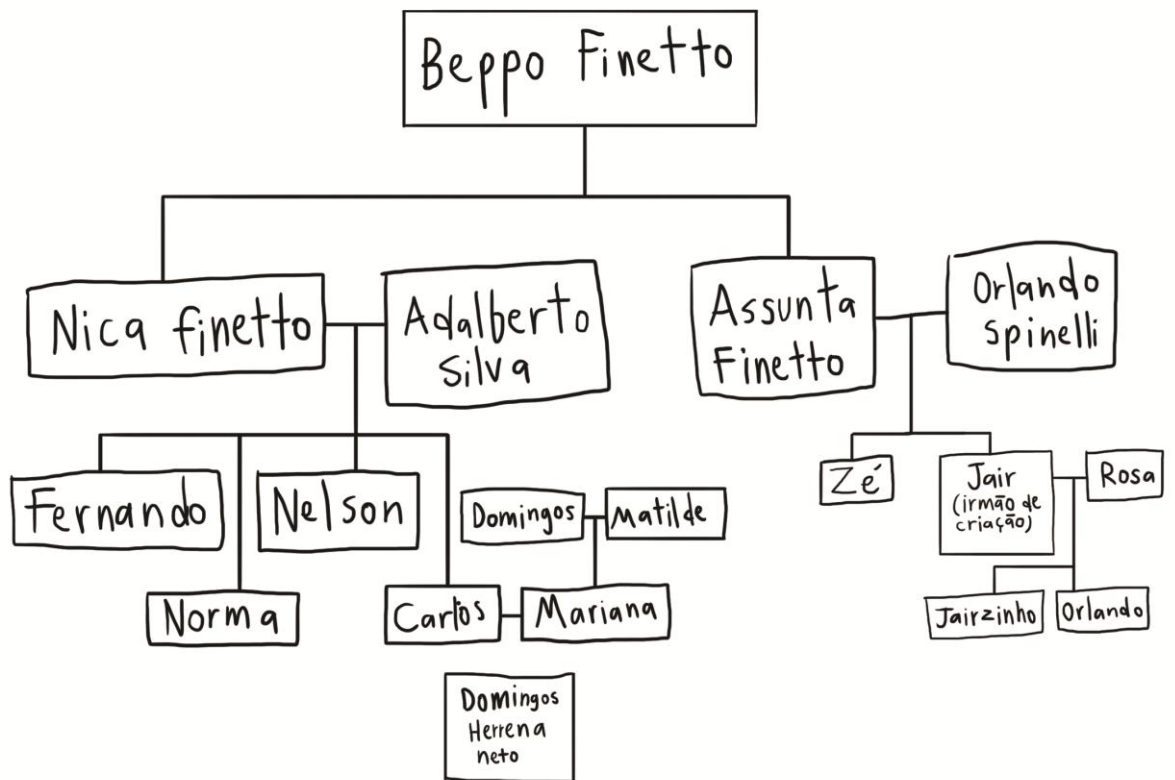 Beppo Finetto
Nica finetto
Adalberto
Silva
Assunta
Finetto
Orlando
Spinelli
Fernando
Nelson
Domingos
Matilde
Zé
Jair
(irmão de
criação)
Rosa
Norma
Carlos
Mariana
Jairzinho
Orlando
Domingos
Herrena
neto